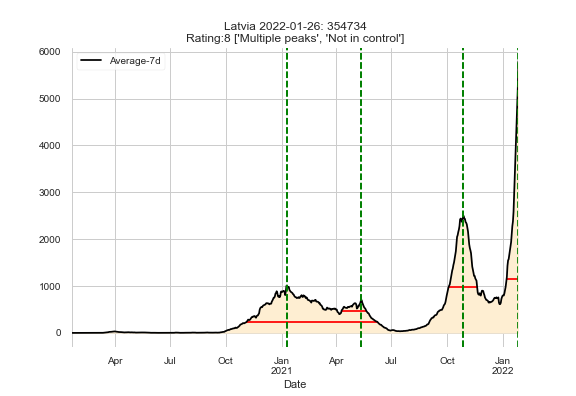 Latvia 2022-01-26: 354734
Rating:8 ['Multiple peaks', 'Not in control']
Average-7d
6000
5000
4000
3000
2000
1000
0
Apr Jul Oct Jan Apr Jul Oct Jan
2021 2022
Date